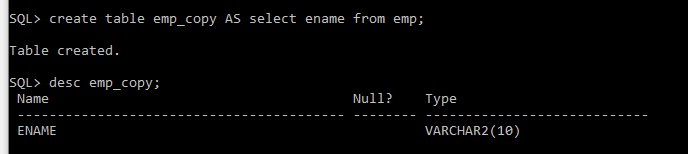 SQL> create table emp_copy AS select ename from emp;
Table created.
SQL> desc emp_copy;
Name Null? Type
----------------------------------------- -------- ----------------------------
ENAME VARCHAR2(10)